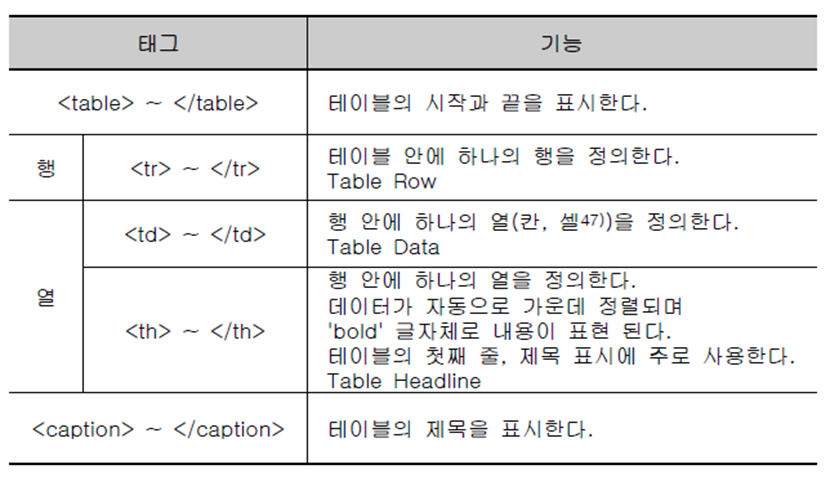 태그 기능
<table> ~ </table> 테이블의 시작과 끝을 표시한다.
행 <tr> ~ </tr> 테이블 안에 하나의 행을 정의한다.
Table Row
열 <td> ~ </td> 행 안에 하나의 열(칸, 셀47))을 정의한다.
Table Data
<th> ~ </th> 행 안에 하나의 열을 정의한다.
데이터가 자동으로 가운데 정렬되며
'bold' 글자체로 내용이 표현 된다.
테이블의 첫째 줄, 제목 표시에 주로 사용한다.
Table Headline
<caption> ~ </caption> 테이블의 제목을 표시한다.